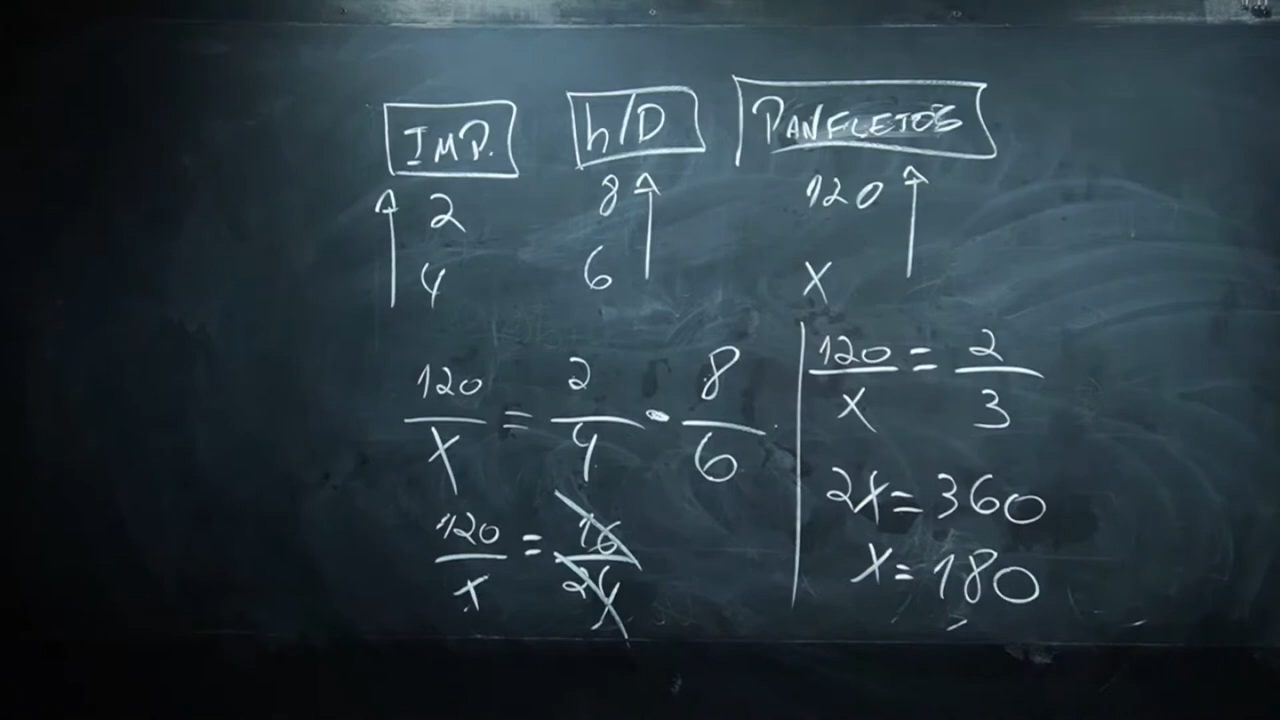 IMP. h/D PANFLETOS
2 8 120
4 6 x
120/x = 2/4 · 8/6
120/x = 16/24
120/x = 2/3
2x = 360
x = 180